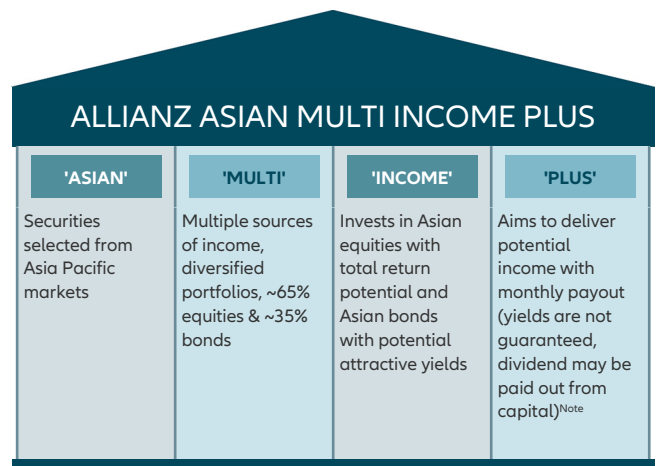 ALLIANZ ASIAN MULTI INCOME PLUS
'ASIAN'
Securities
selected from
Asia Pacific
markets
'MULTI'
Multiple sources
of income,
diversified
portfolios, ~65%
equities & ~35%
bonds
'INCOME'
Invests in Asian
equities with
total return
potential and
Asian bonds
with potential
attractive yields
'PLUS'
Aims to deliver
potential
income with
monthly payout
(yields are not
guaranteed,
dividend may be
paid out from
capital)Note